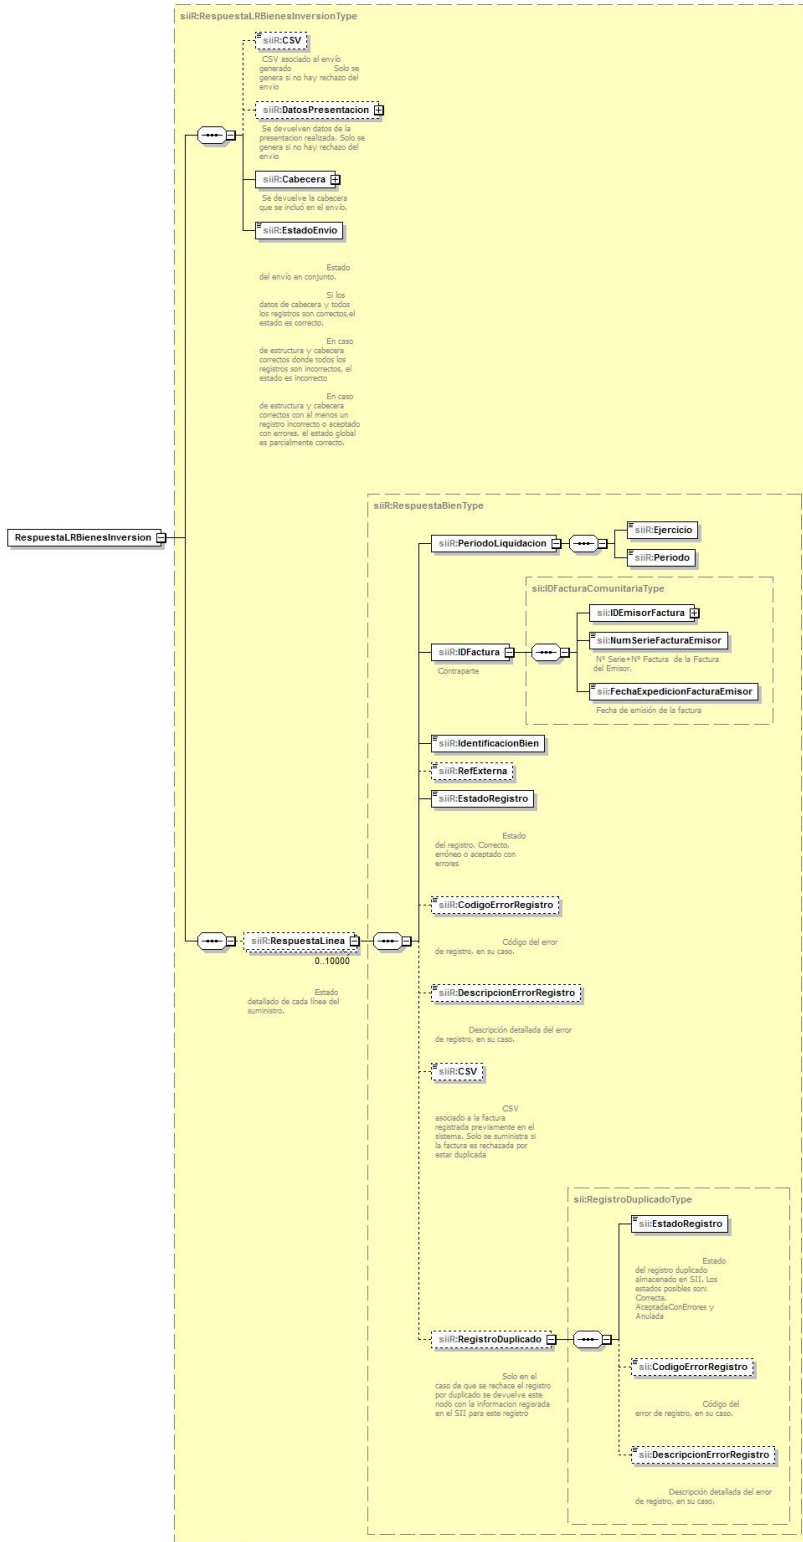 siiR:RespuestaLRBienesInversionType
siiR:CSV
CSV asociado al envío
generado Solo se
genera si no hay rechazo del
envio
siiR:DatosPresentacion
Se devuelven datos de la
presentacion realizada. Solo se
genera si no hay rechazo del
envio
siiR:Cabecera
Se devuelve la cabecera
que se incluó en el envío.
siiR:EstadoEnvio
Estado
del envío en conjunto.
Si los
datos de cabecera y todos
los registros son correctos,el
estado es correcto.
En caso
de estructura y cabecera
correctos donde todos los
registros son incorrectos, el
estado es incorrecto
En caso
de estructura y cabecera
correctos con al menos un
registro incorrecto o aceptado
con errores, el estado global
es parcialmente correcto.
RespuestaLRBienesInversion
siiR:RespuestaBienType
siiR:PeriodoLiquidacion
siiR:Ejercicio
siiR:Periodo
sii:IDFacturaComunitariaType
sii:IDEmisorFactura
sii:NumSerieFacturaEmisor
Nº Serie+Nº Factura de la Factura
del Emisor.
sii:FechaExpedicionFacturaEmisor
Fecha de emisión de la factura
siiR:IDFactura
Contraparte
siiR:IdentificacionBien
siiR:RefExterna
siiR:EstadoRegistro
Estado
del registro. Correcto,
erróneo o aceptado con
errores
siiR:CodigoErrorRegistro
Código del error
de registro, en su caso.
siiR:RespuestaLinea
0..10000
Estado
detallado de cada línea del
suministro.
siiR:DescripcionErrorRegistro
Descripción detallada del error
de registro, en su caso.
siiR:CSV
CSV
asociado a la factura
registrada previamente en el
sistema. Solo se suministra si
la factura es rechazada por
estar duplicada
sii:RegistroDuplicadoType
sii:EstadoRegistro
Estado
del registro duplicado
almacenado en SII. Los
estados posibles son:
Correcta,
AceptadaConErrores y
Anulada
siiR:RegistroDuplicado
Solo en el
caso de que se rechace el registro
por duplicado se devuelve este
nodo con la informacion regisrada
en el SII para este registro
sii:CodigoErrorRegistro
Código del
error de registro, en su caso.
sii:DescripcionErrorRegistro
Descripción detallada del error
de registro, en su caso.